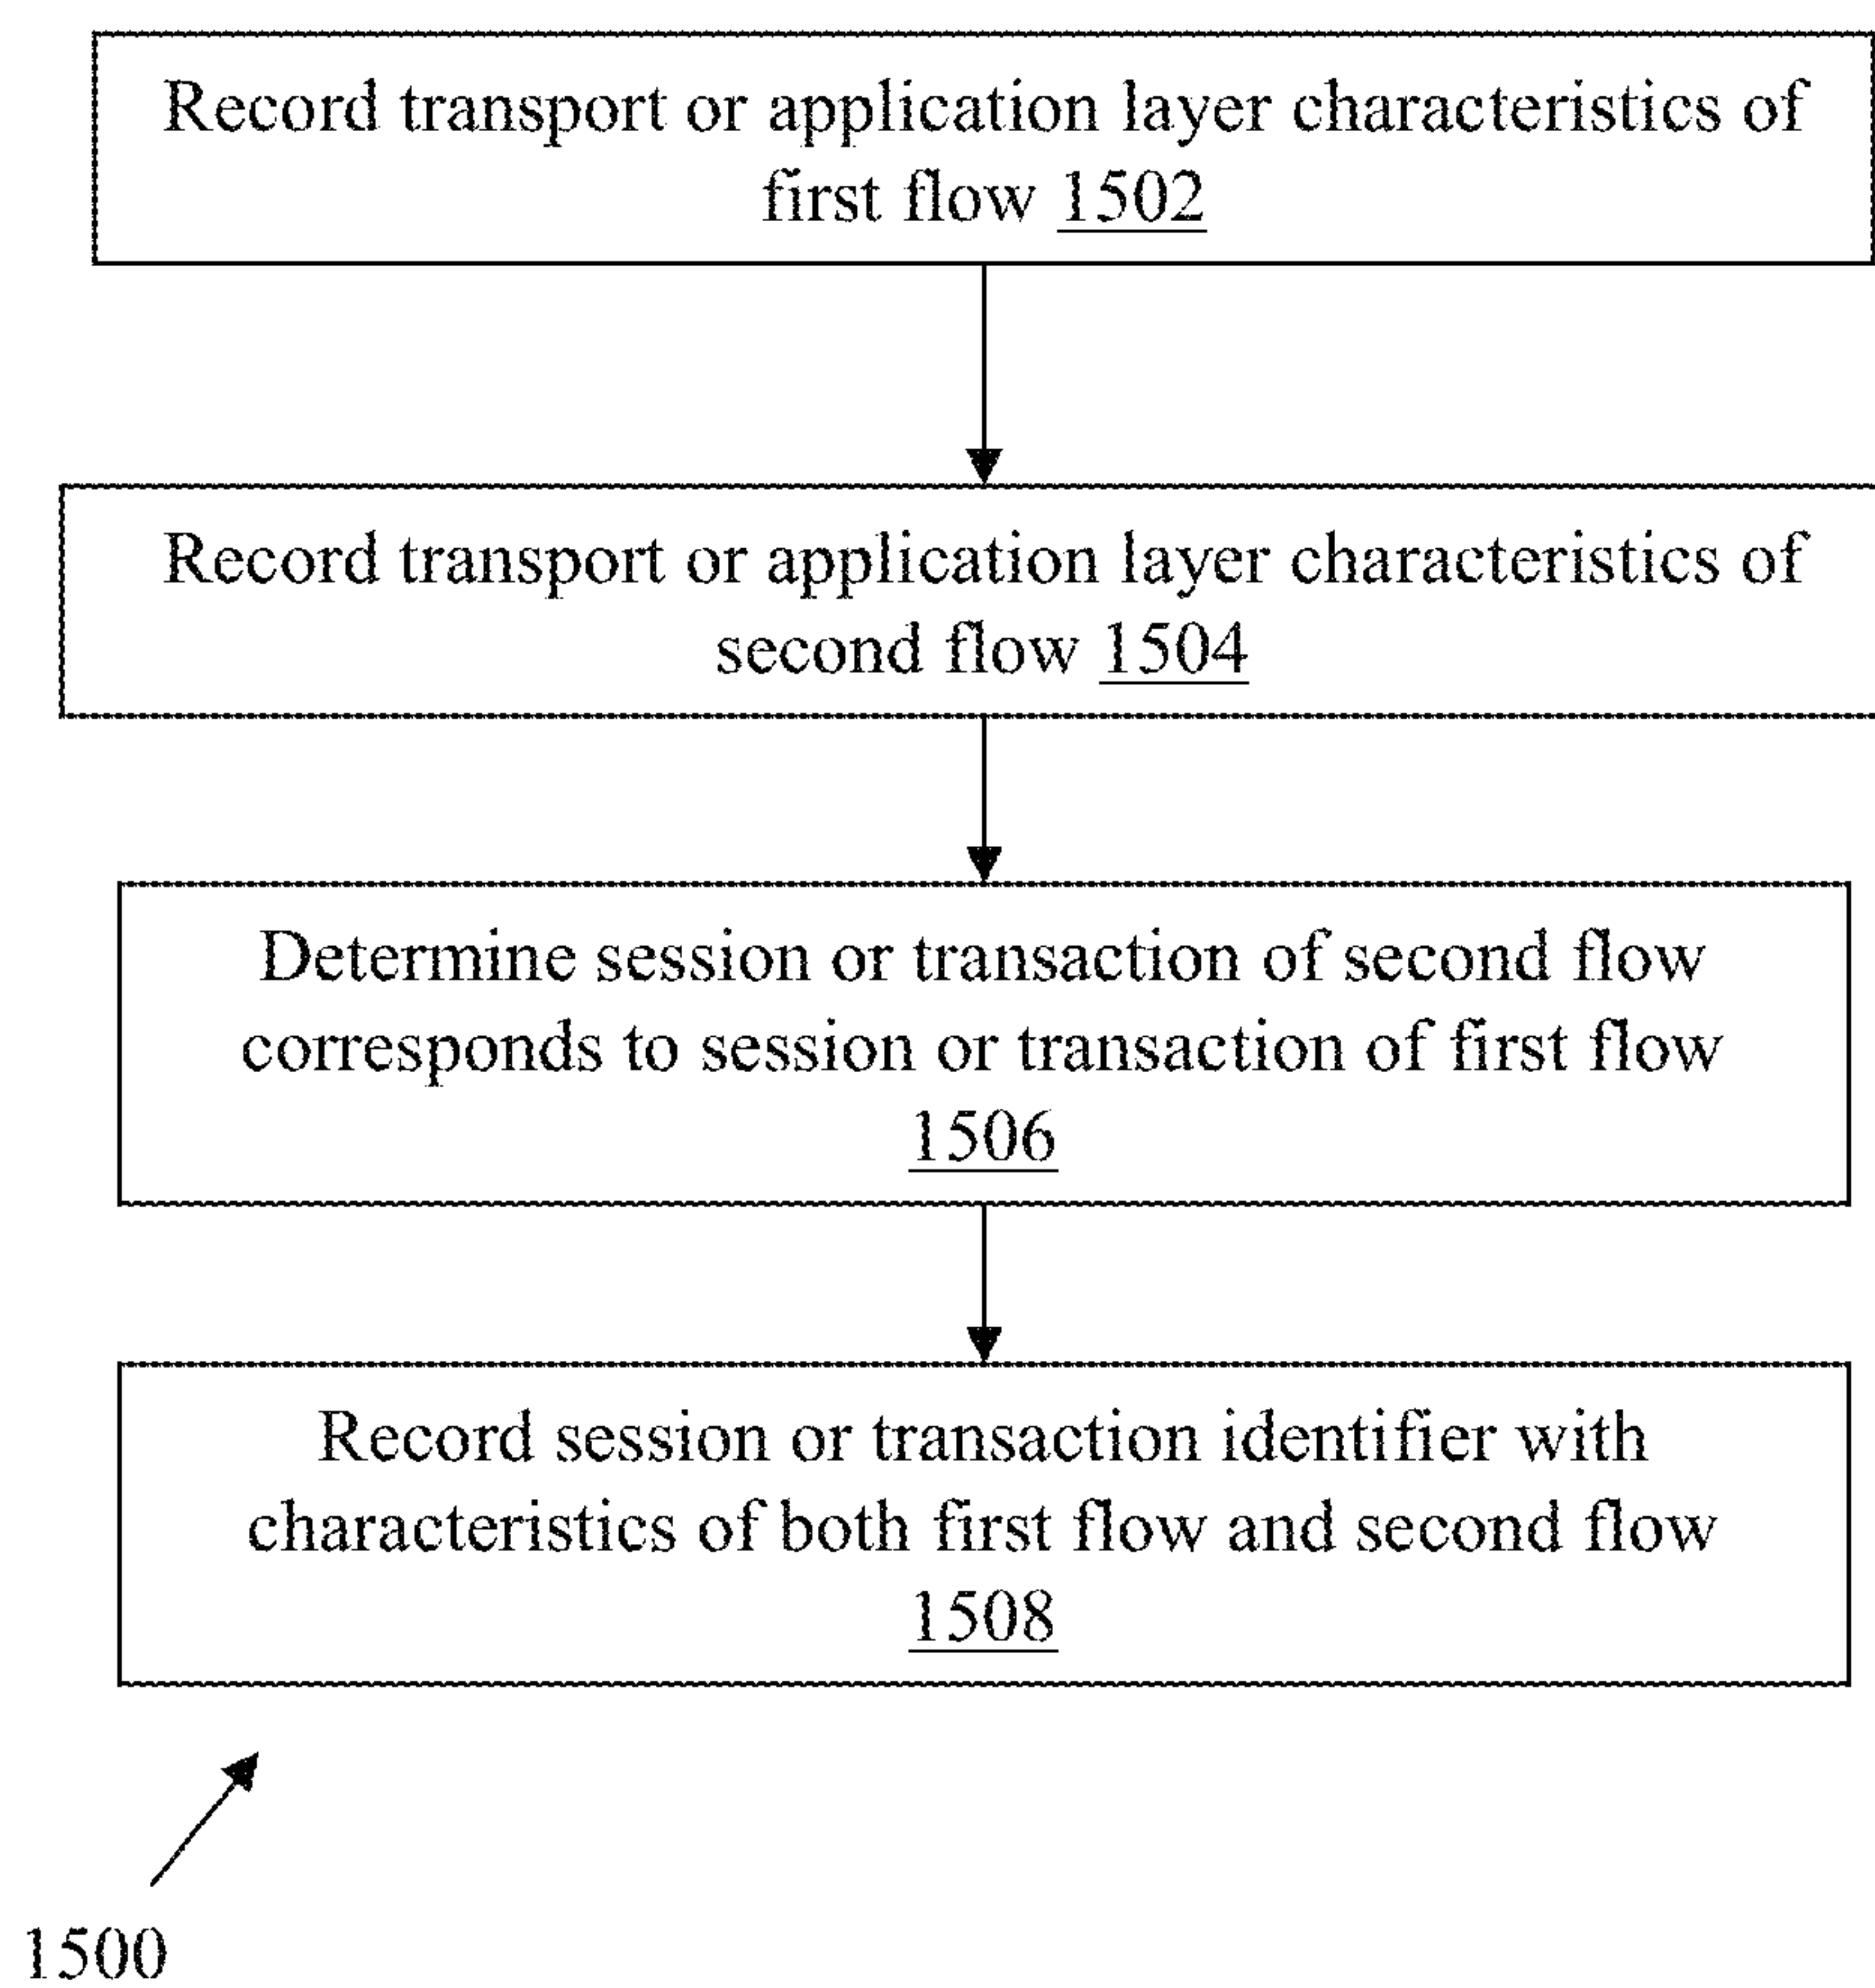 Record transport or application layer characteristics of
first flow 1502
Record transport or application layer characteristics of
second flow 1504
Determine session or transaction of second flow
corresponds to session or transaction of first flow
1506
Record session or transaction identifier with
characteristics of both first flow and second flow
1508
1500